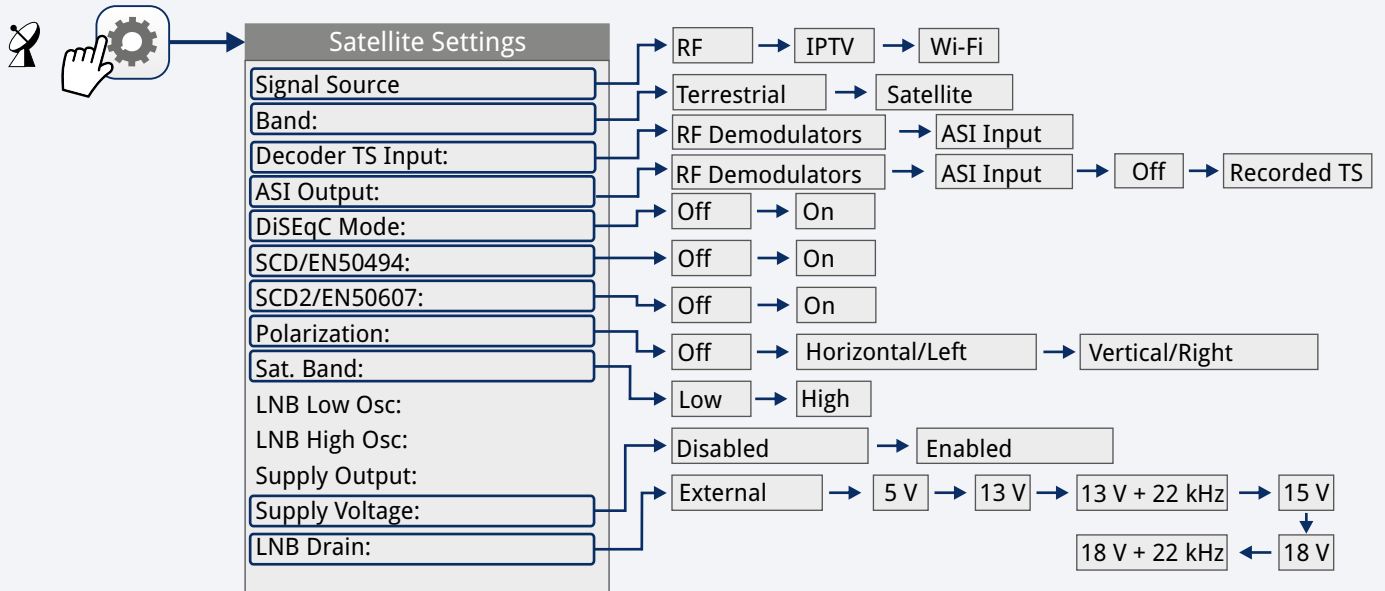 Satellite Settings
Signal Source
Band:
Decoder TS Input:
ASI Output:
DiSEqC Mode:
SCD/EN50494:
SCD2/EN50607:
Polarization:
Sat. Band:
LNB Low Osc:
LNB High Osc:
Supply Output:
Supply Voltage:
LNB Drain:
RF IPTV Wi-Fi
Terrestrial Satellite
RF Demodulators ASI Input
RF Demodulators ASI Input Off Recorded TS
Off On
Off On
Off On
Off Horizontal/Left Vertical/Right
Low High
Disabled Enabled
External 5 V 13 V 13 V + 22 kHz 15 V
18 V + 22 kHz 18 V